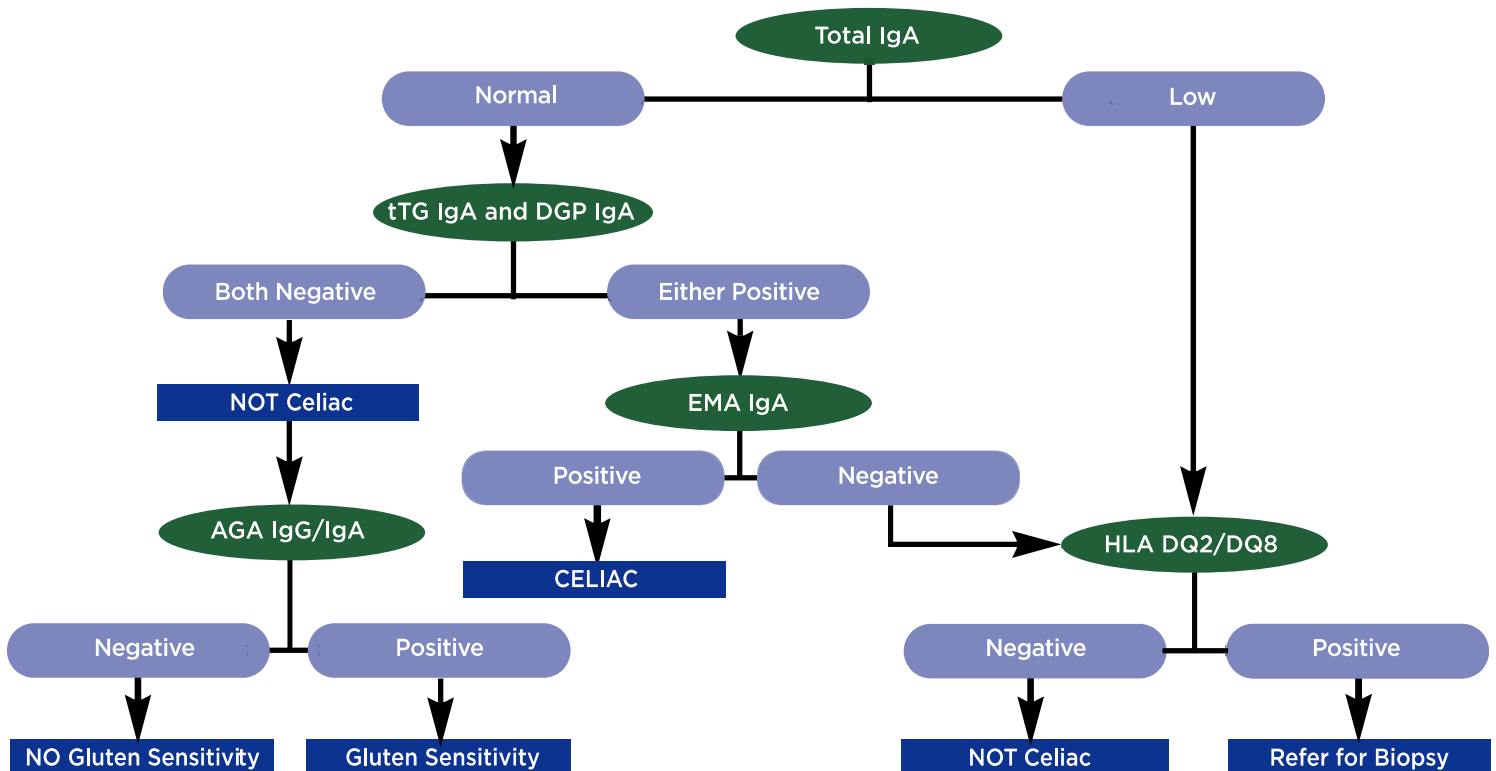 Total IgA
Normal
Low
tTG IgA and DGP IgA
Both Negative
Either Positive
NOT Celiac
EMA IgA
Positive
Negative
AGA IgG/IgA
HLA DQ2/DQ8
CELIAC
Negative
Positive
Negative
Positive
NO Gluten Sensitivity
Gluten Sensitivity
NOT Celiac
Refer for Biopsy